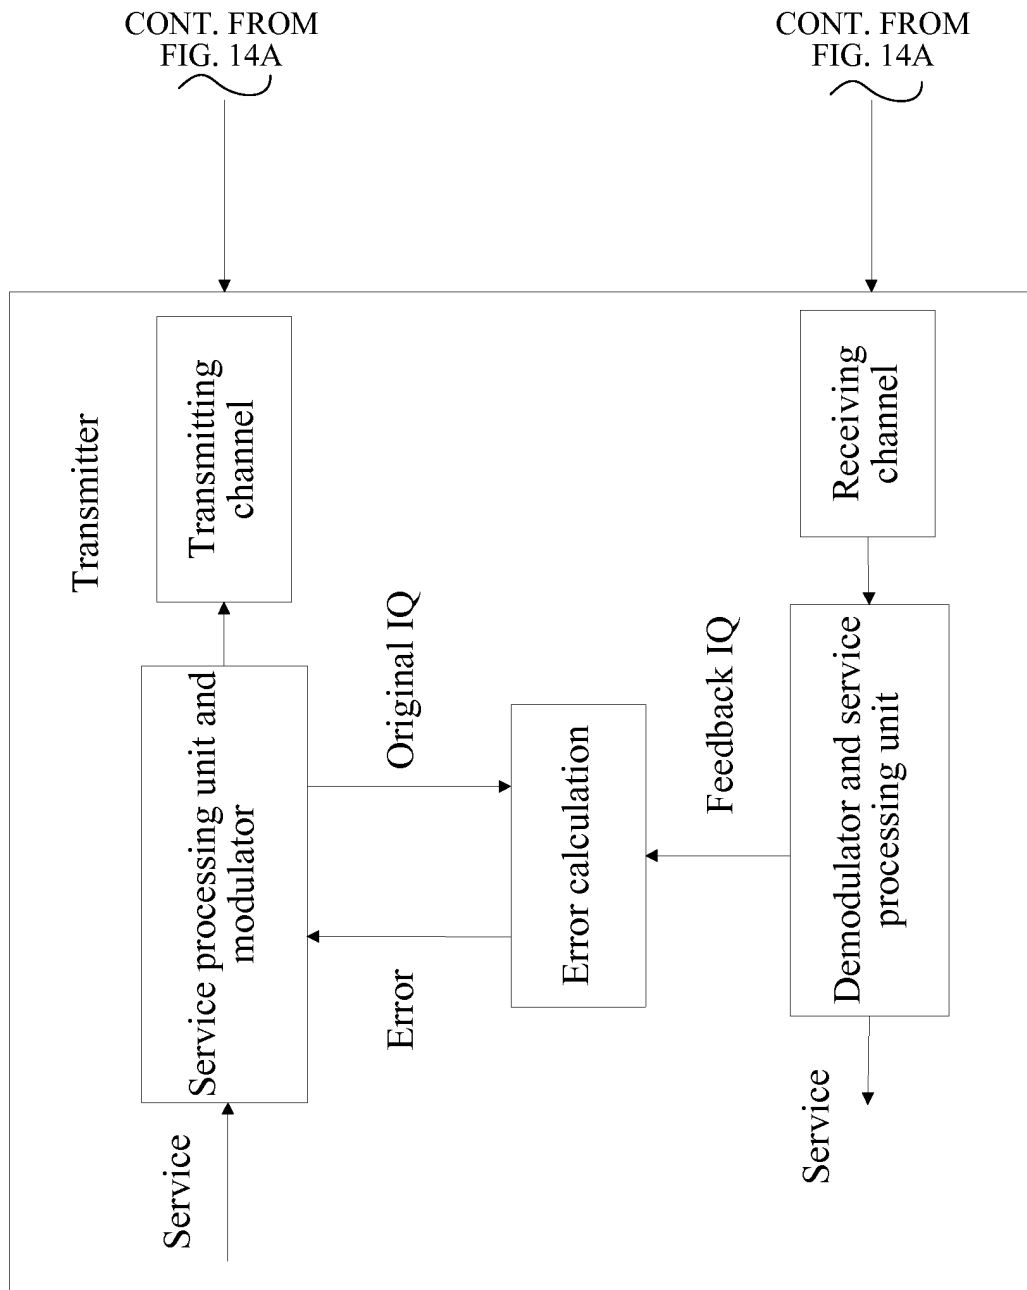 CONT. FROM
FIG. 14A
CONT. FROM
FIG. 14A
Transmitter
Transmitting
channel
Receiving
channel
Service processing unit and
modulator
Original IQ
Error calculation
Feedback IQ
Demodulator and service
processing unit
Error
Service
Service